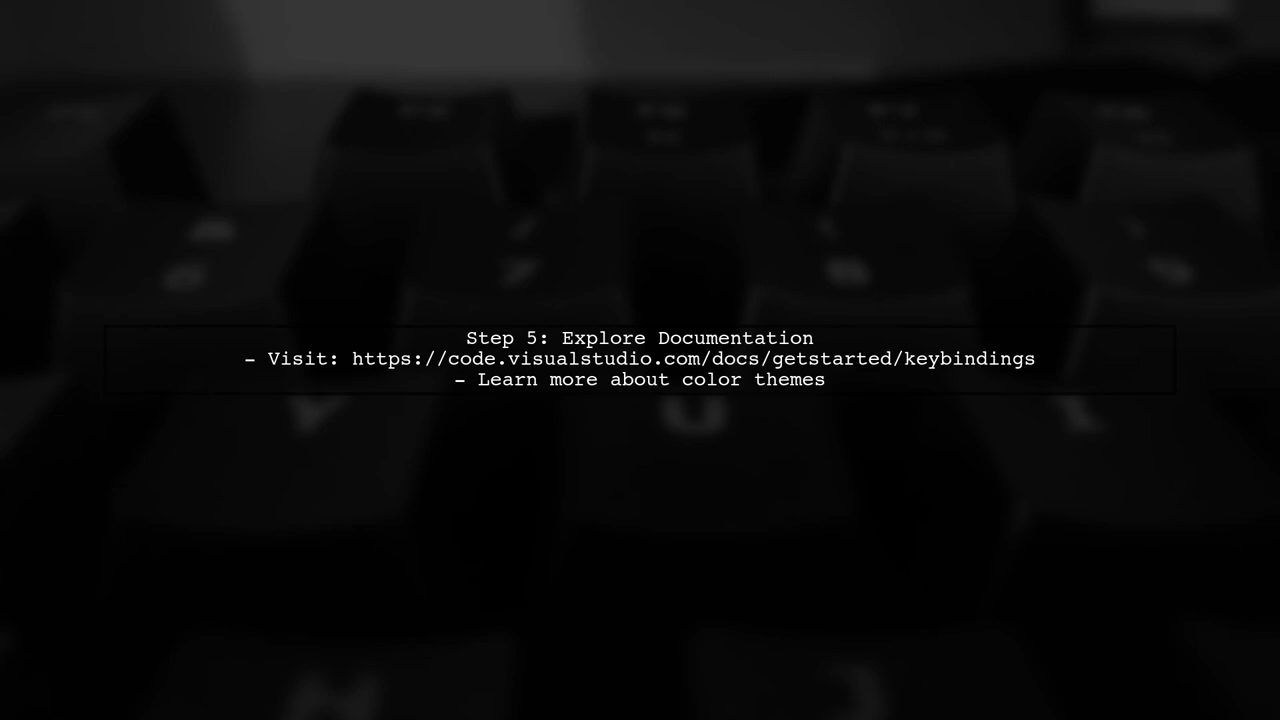 Step 5: Explore Documentation
- Visit: https://code.visualstudio.com/docs/getstarted/keybindings
- Learn more about color themes